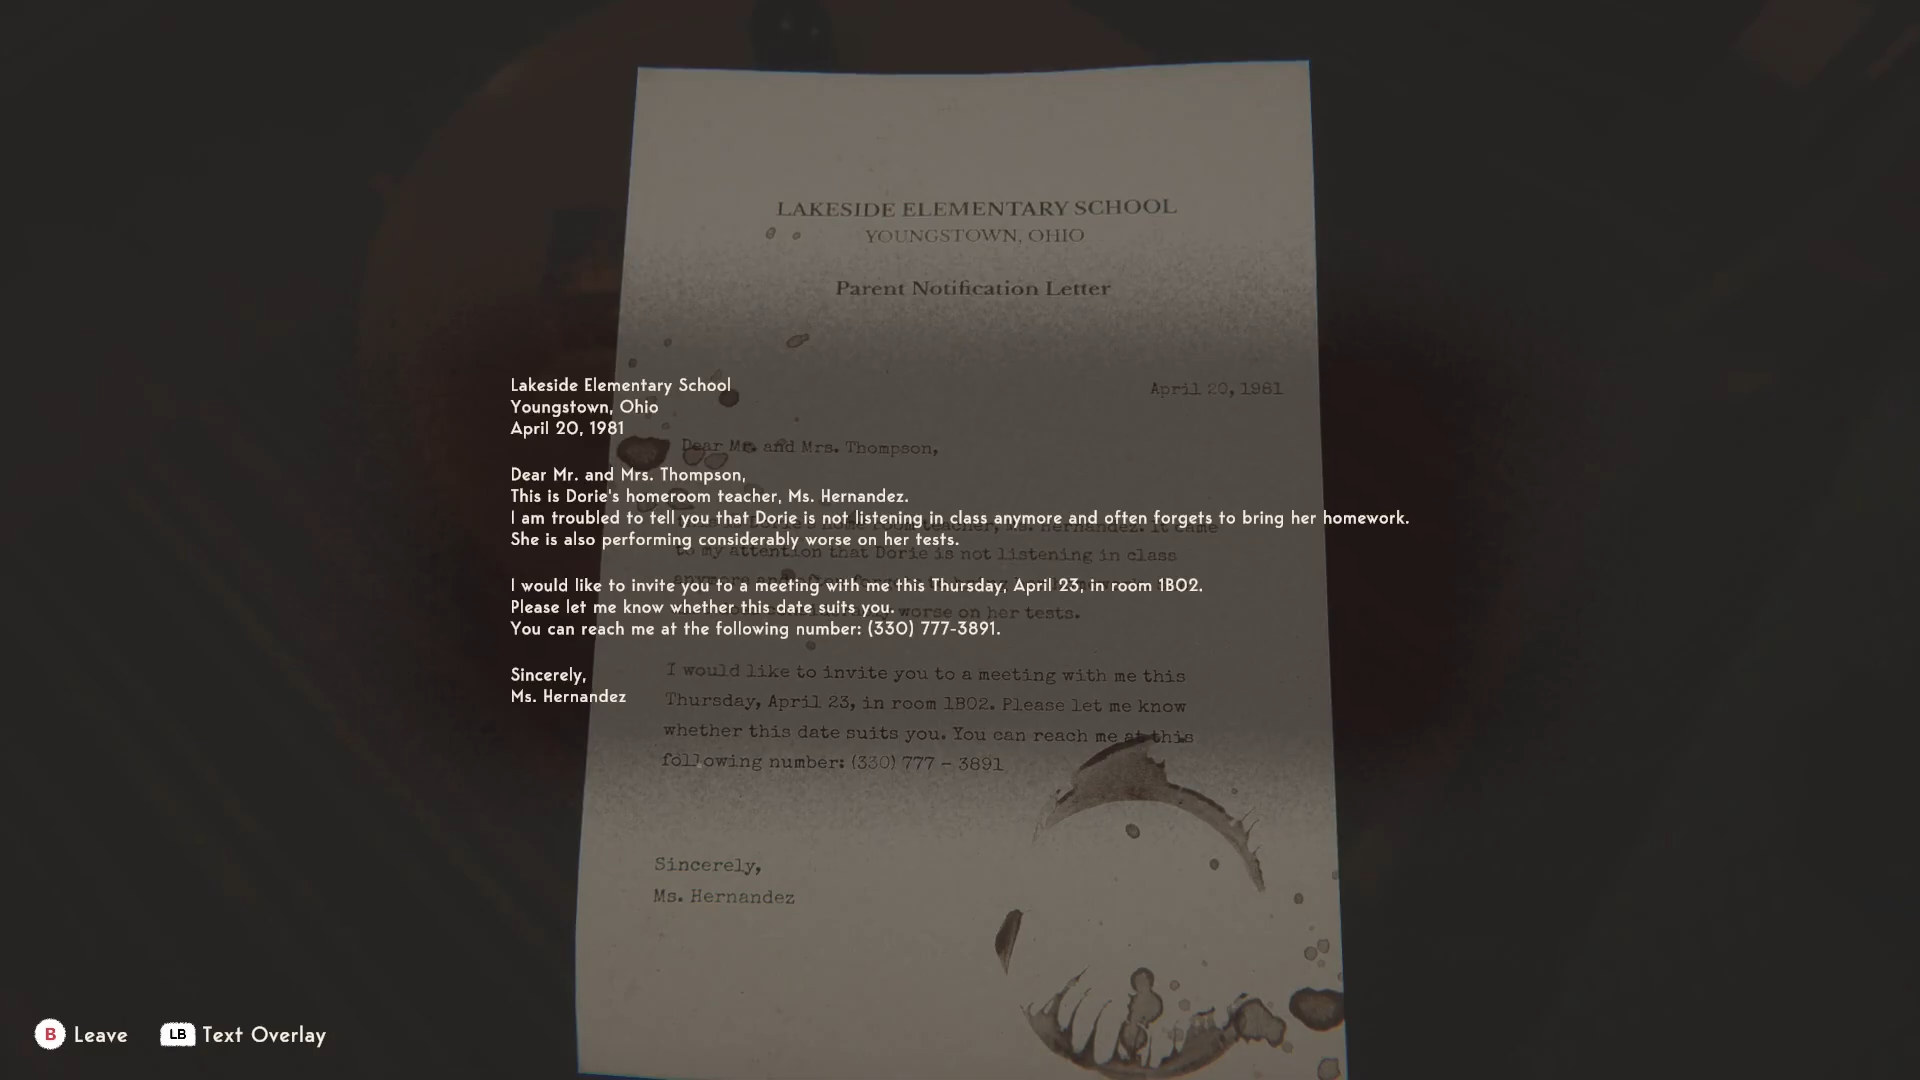 LAKESIDE ELEMENTARY SCHOOL
YOUNGSTOWN, OHIO
Parent Notification Letter
April 20, 1981
Dear Mr. and Mrs. Thompson,
teacher, Ms. Hernandez. It came
to my attention that Dorie is not listening in class
worse on her tests.
I would like to invite you to a meeting with me this
Thursday, April 23, in room 1B02. Please let me know
whether this date suits you. You can reach me at this
following number: (330) 777 - 3891
Sincerely,
Ms. Hernandez
Lakeside Elementary School
Youngstown, Ohio
April 20, 1981
Dear Mr. and Mrs. Thompson,
This is Dorie's homeroom teacher, Ms. Hernandez.
I am troubled to tell you that Dorie is not listening in class anymore and often forgets to bring her homework.
She is also performing considerably worse on her tests.
I would like to invite you to a meeting with me this Thursday, April 23, in room 1B02.
Please let me know whether this date suits you.
You can reach me at the following number: (330) 777-3891.
Sincerely,
Ms. Hernandez
B Leave
LB Text Overlay